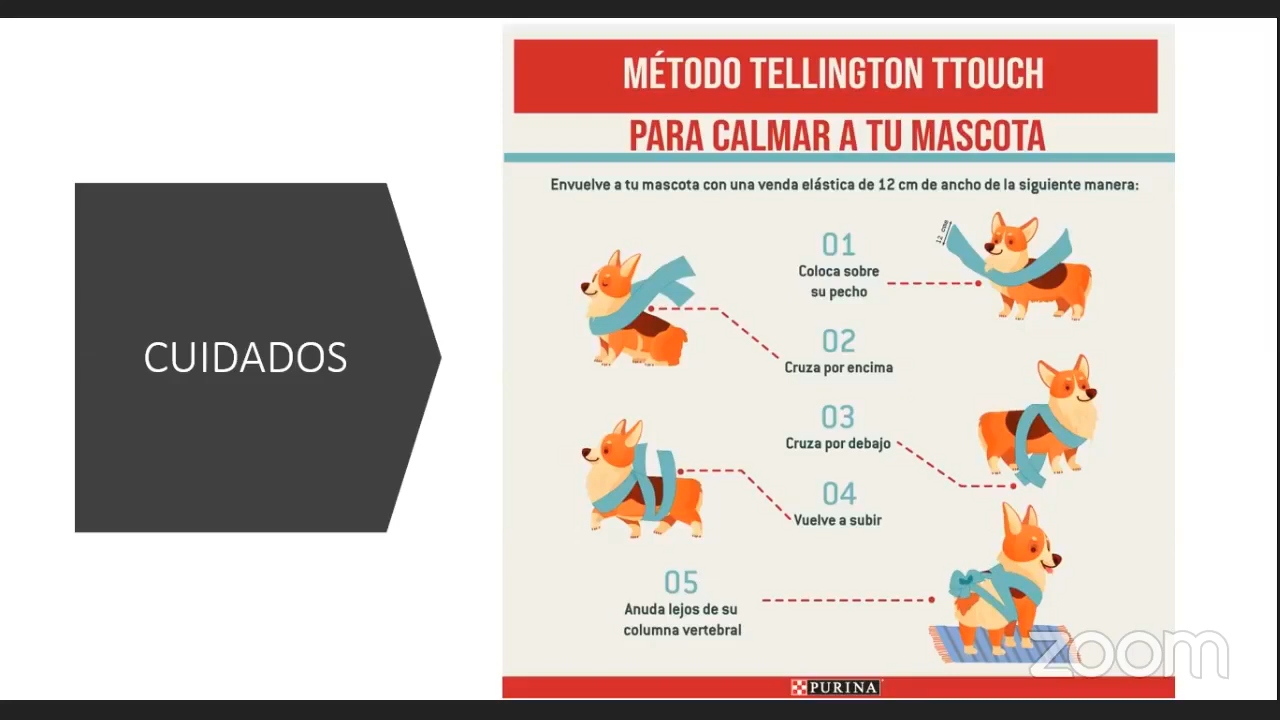 CUIDADOS
MÉTODO TELLINGTON TTOUCH
PARA CALMAR A TU MASCOTA
Envuelve a tu mascota con una venda elástica de 12 cm de ancho de la siguiente manera:
12 cms
01
Coloca sobre
su pecho
02
Cruza por encima
03
Cruza por debajo
04
Vuelve a subir
05
Anuda lejos de su
columna vertebral
PURINA
zoom